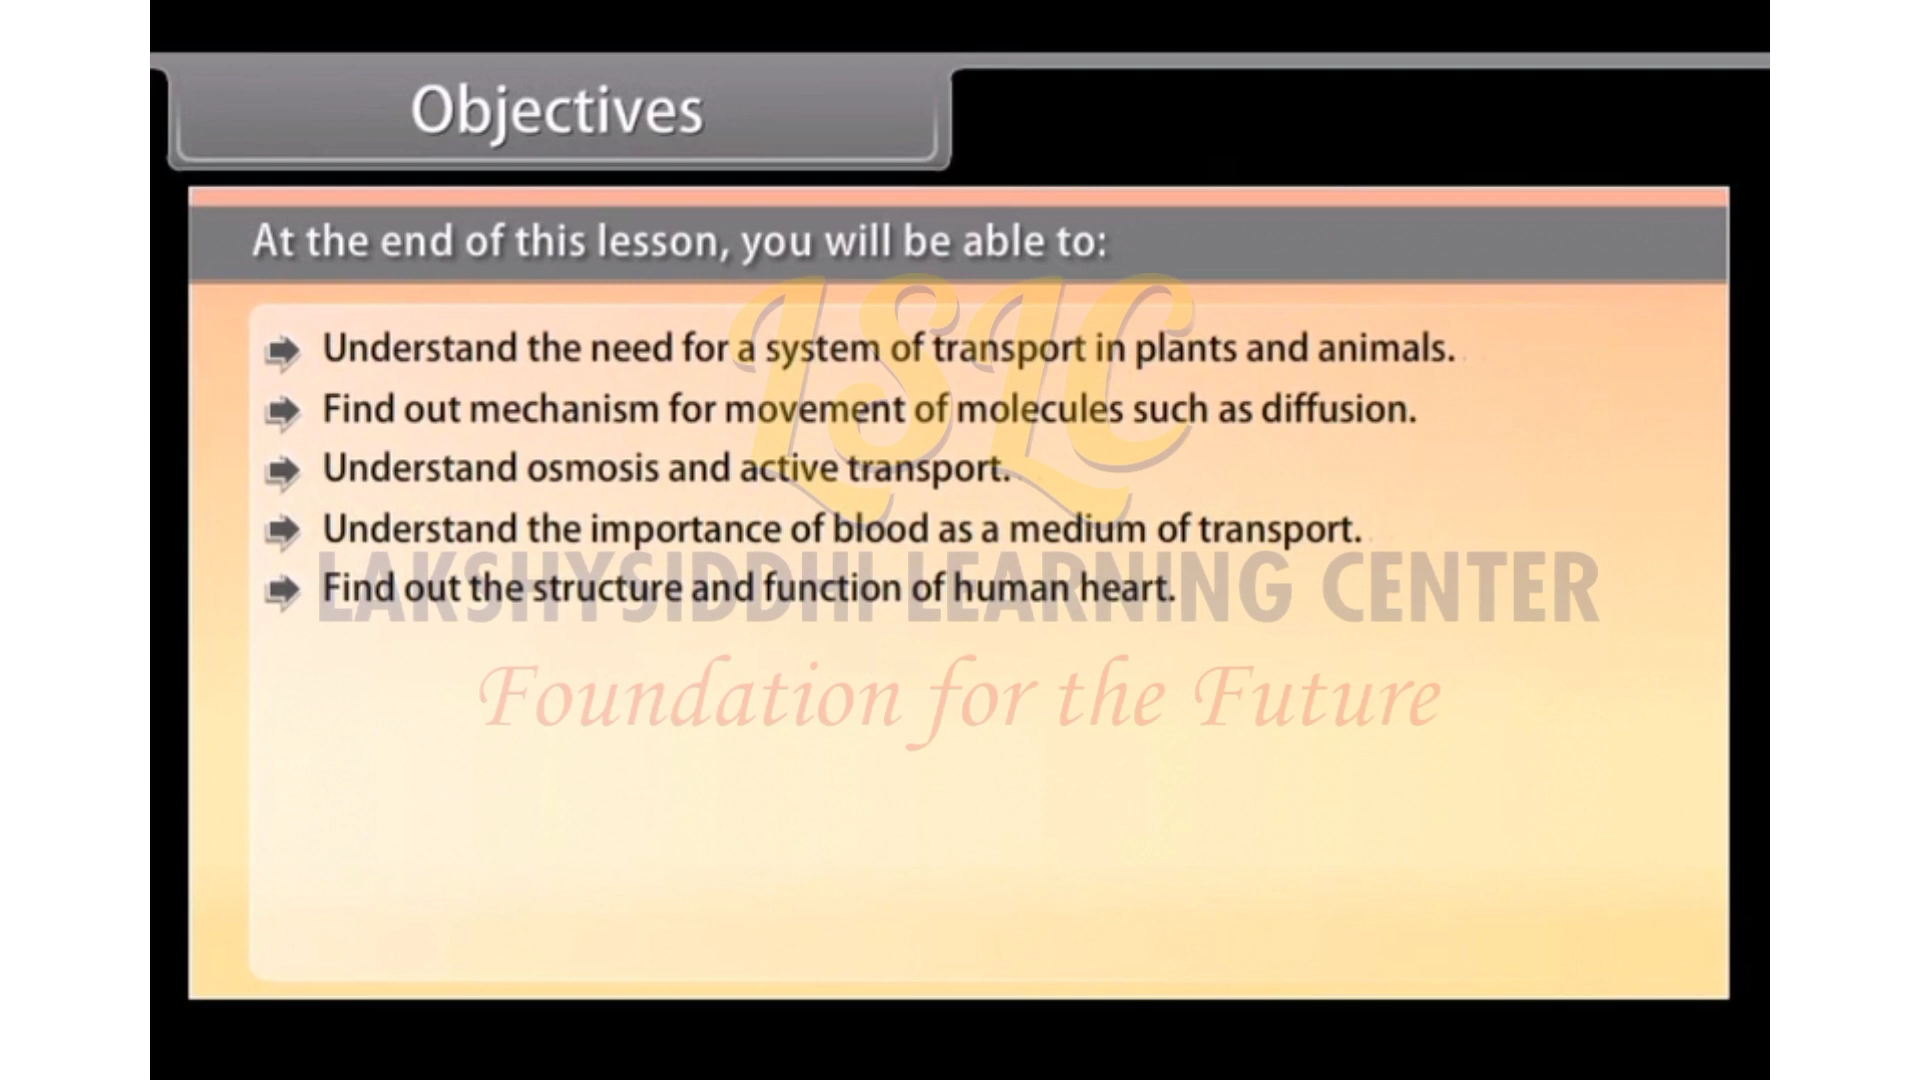 Objectives
At the end of this lesson, you will be able to:
Understand the need for a system of transport in plants and animals.
Find out mechanism for movement of molecules such as diffusion.
Understand osmosis and active transport.
Understand the importance of blood as a medium of transport.
Find out the structure and function of human heart.
LSLC
LAKSHYSIDDHI LEARNING CENTER
Foundation for the Future